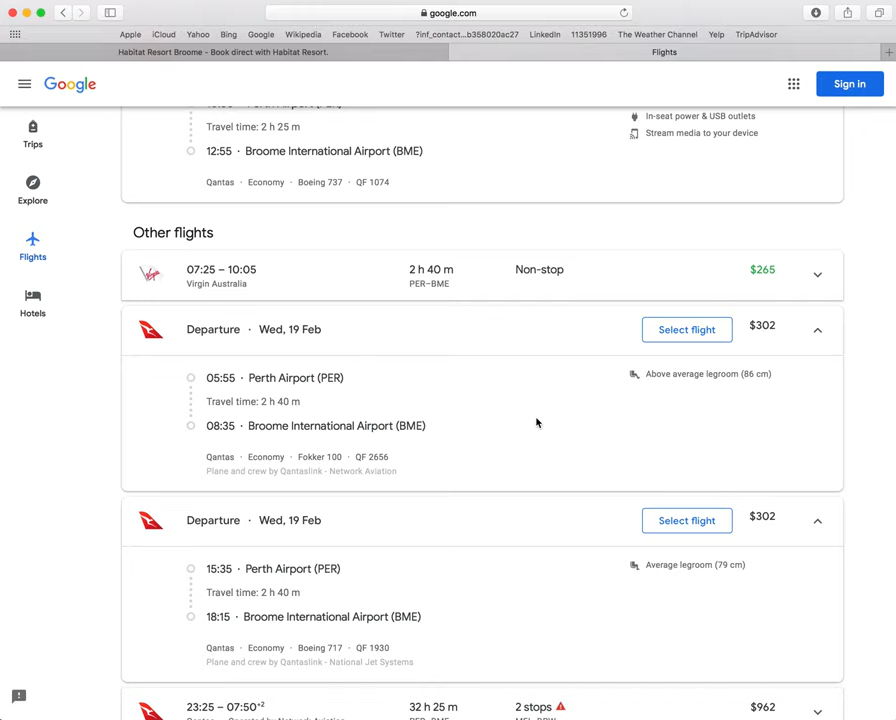 google.com
Apple iCloud Yahoo Bing Google Wikipedia Facebook Twitter ?inf_contact...b358020ac27 LinkedIn 11351996 The Weather Channel Yelp TripAdvisor
Habitat Resort Broome - Book direct with Habitat Resort.
Flights
Google
Sign in
Trips
Explore
Flights
Hotels
In-seat power & USB outlets
Travel time: 2 h 25 m
Stream media to your device
12:55 · Broome International Airport (BME)
Qantas · Economy · Boeing 737 · QF 1074
Other flights
07:25 – 10:05 2 h 40 m Non-stop $265
Virgin Australia PER–BME
Departure · Wed, 19 Feb Select flight $302
05:55 · Perth Airport (PER) Above average legroom (86 cm)
Travel time: 2 h 40 m
08:35 · Broome International Airport (BME)
Qantas · Economy · Fokker 100 · QF 2656
Plane and crew by Qantaslink - Network Aviation
Departure · Wed, 19 Feb Select flight $302
15:35 · Perth Airport (PER) Average legroom (79 cm)
Travel time: 2 h 40 m
18:15 · Broome International Airport (BME)
Qantas · Economy · Boeing 717 · QF 1930
Plane and crew by Qantaslink - National Jet Systems
23:25 – 07:50+2 32 h 25 m 2 stops $962